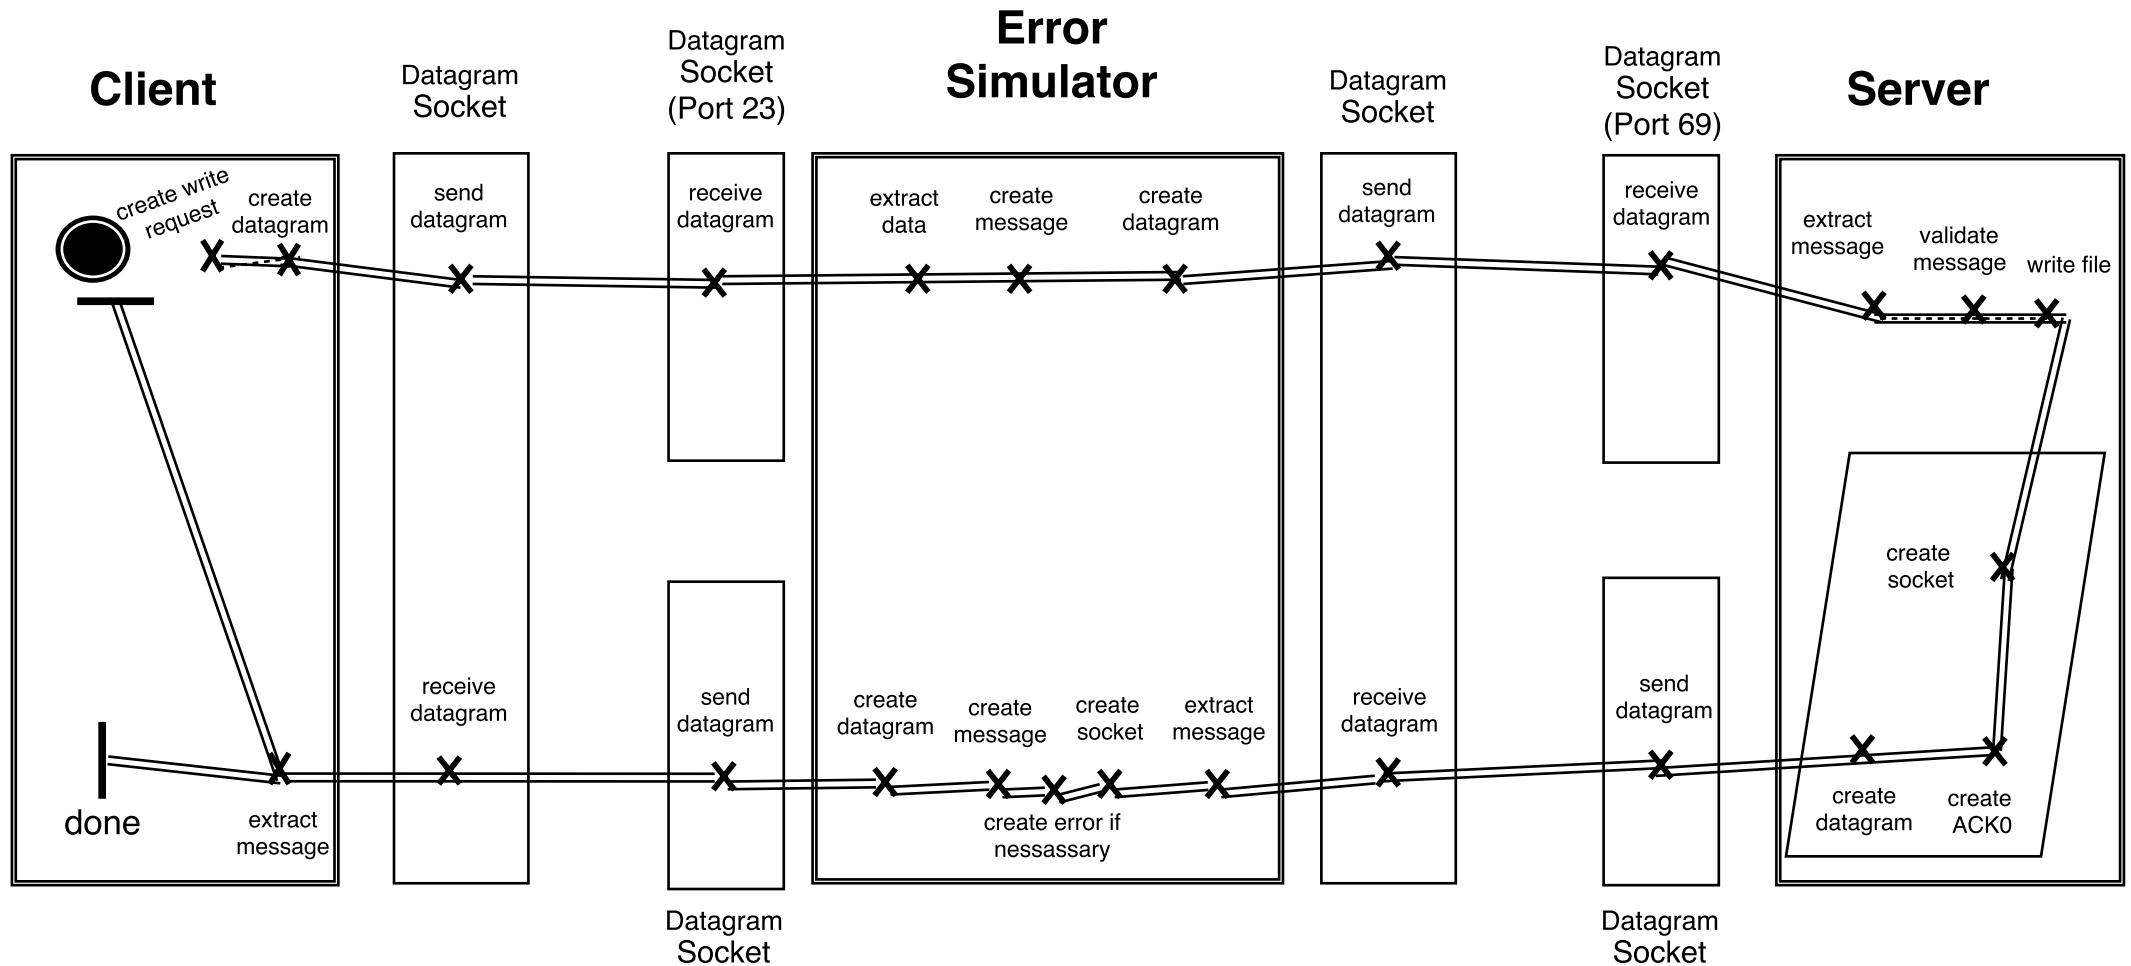 Client
Datagram
Socket
Datagram
Socket
(Port 23)
Error
Simulator
Datagram
Socket
Datagram
Socket
(Port 69)
Server
create write
request
create
datagram
send
datagram
receive
datagram
extract
data
create
message
create
datagram
send
datagram
receive
datagram
extract
message
validate
message
write file
create
socket
done
extract
message
receive
datagram
send
datagram
create
datagram
create
message
create error if
nessassary
create
socket
extract
message
receive
datagram
send
datagram
create
datagram
create
ACK0
Datagram
Socket
Datagram
Socket